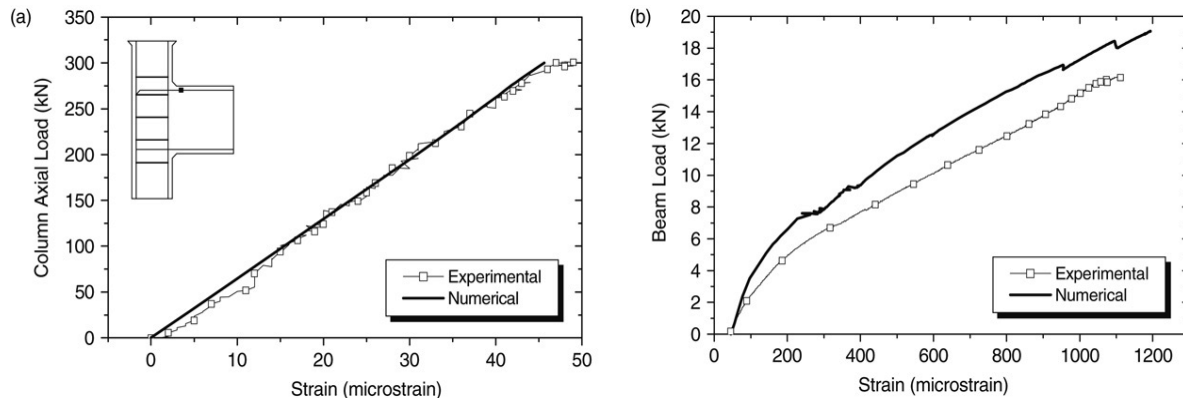 (a)
350
300
250
200
150
100
50
0
Column Axial Load (kN)
Experimental
Numerical
0 10 20 30 40 50
Strain (microstrain)
(b)
20
18
16
14
12
10
8
6
4
2
0
Beam Load (kN)
Experimental
Numerical
0 200 400 600 800 1000 1200
Strain (microstrain)